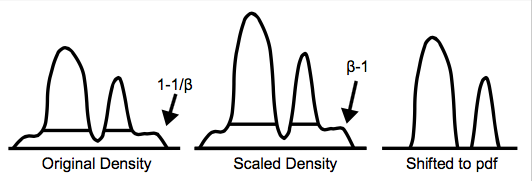 1-1/β
β-1
Original Density
Scaled Density
Shifted to pdf